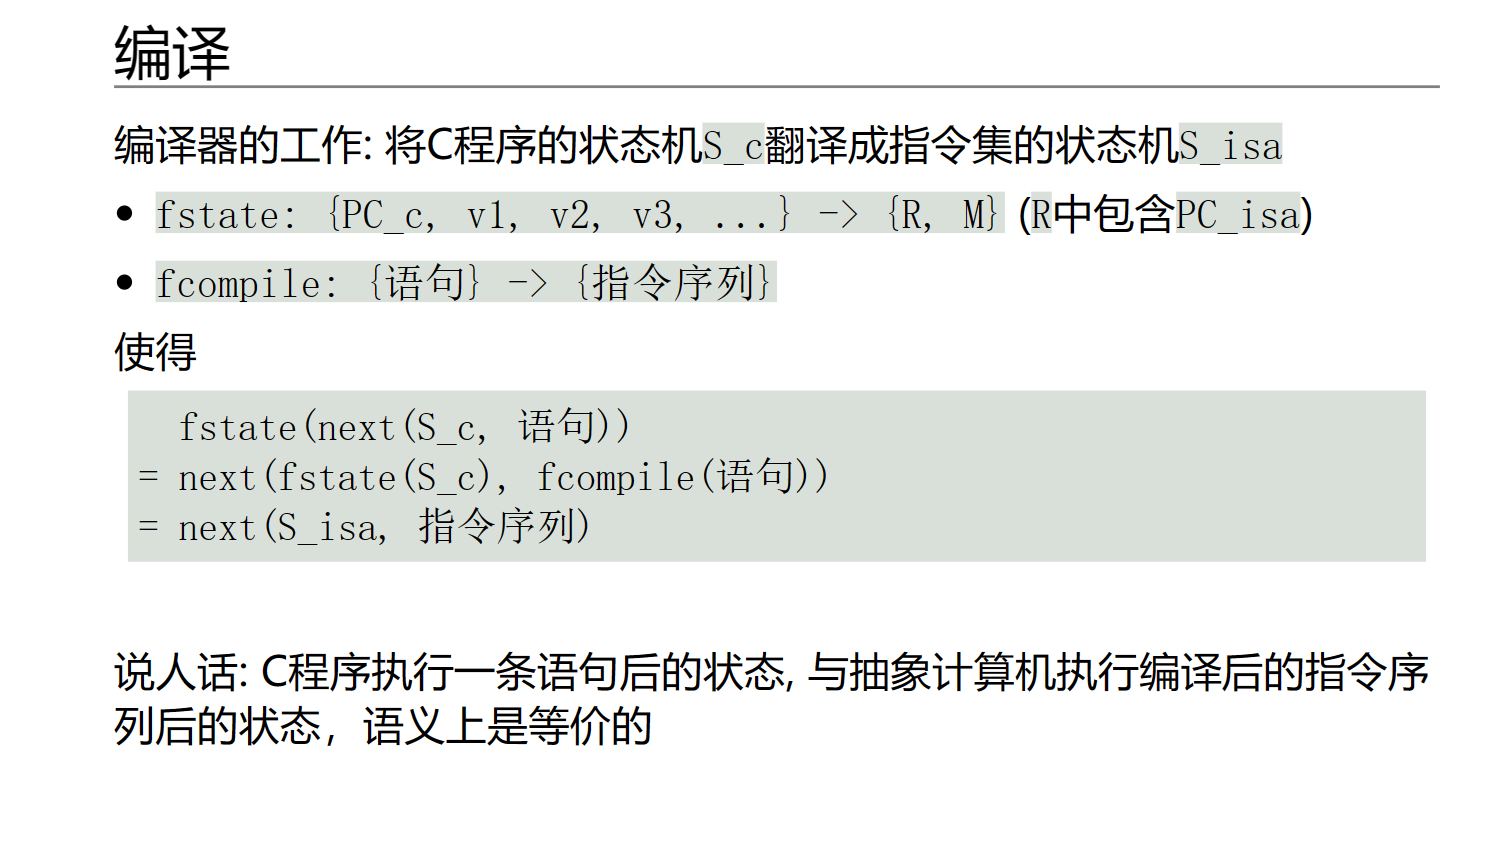 编译
编译器的工作: 将C程序的状态机S_c翻译成指令集的状态机S_isa
• fstate: {PC_c, v1, v2, v3, ...} -> {R, M} (R中包含PC_isa)
• fcompile: {语句} -> {指令序列}
使得
fstate(next(S_c, 语句))
= next(fstate(S_c), fcompile(语句))
= next(S_isa, 指令序列)
说人话: C程序执行一条语句后的状态, 与抽象计算机执行编译后的指令序
列后的状态，语义上是等价的